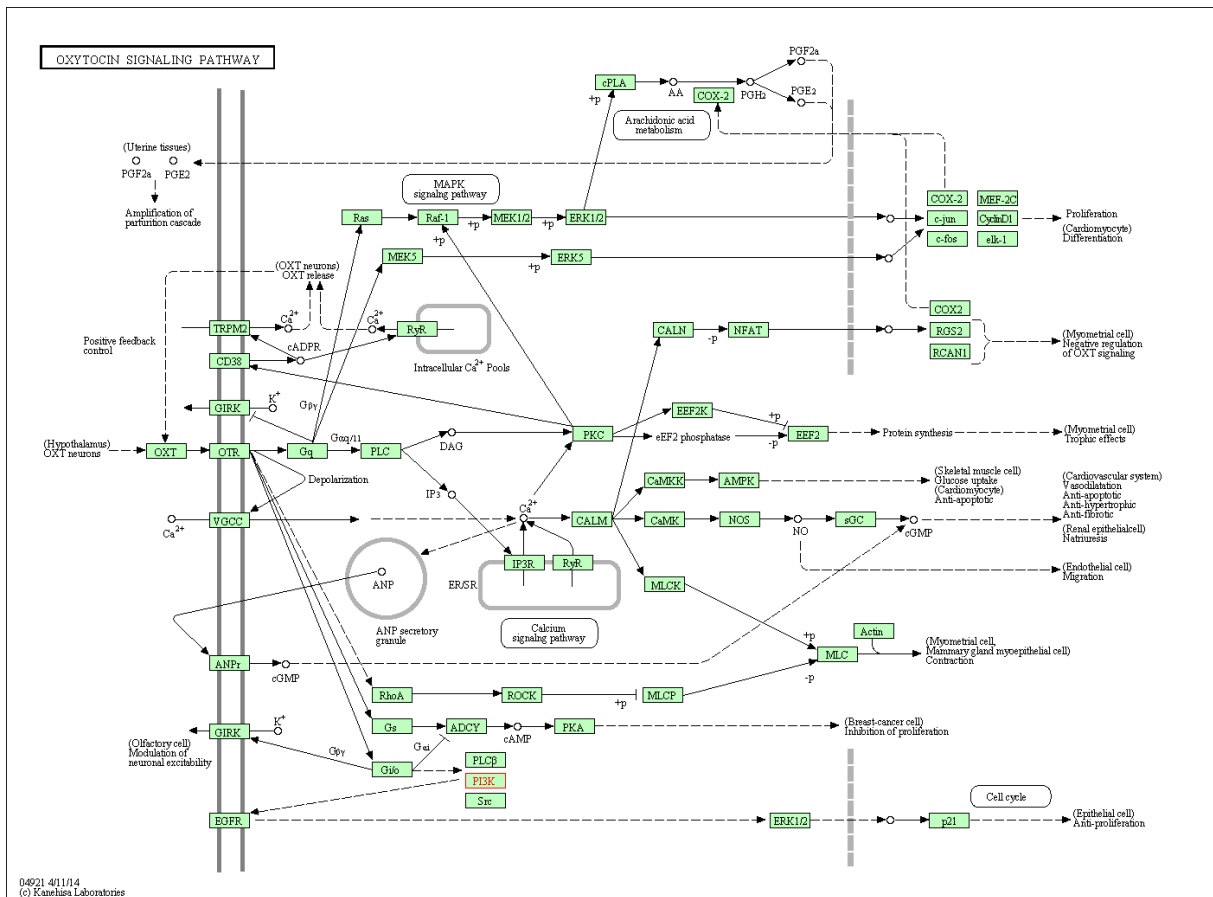 OXYTOCIN SIGNALING PATHWAY
PGF2a
cPLA
+p
AA
COX-2
PGH2
PGE2
Arachidonic acid
metabolism
(Uterine tissues)
PGF2a
PGE2
Amplification of
parturition cascade
MAPK
signaling pathway
Ras
Raf-1
+p
+p
MEK1/2
+p
ERK1/2
COX-2
MEF-2C
c-jun
CyclinD1
c-fos
elk-1
Proliferation
(Cardiomyocyte)
Differentiation
MEK5
+p
ERK5
(OXT neurons)
OXT release
TRPM2
Ca2+
Ca2+
RyR
cADPR
CD38
Intracellular Ca2+ Pools
Positive feedback
control
CALN
-p
NFAT
COX2
RGS2
RCAN1
(Myometrial cell)
Negative regulation
of OXT signaling
GIRK
K+
Gβγ
(Hypothalamus)
OXT neurons
OXT
OTR
Gq
Gαq/11
PLC
DAG
PKC
EEF2K
+p
eEF2 phosphatase
-p
EEF2
Protein synthesis
(Myometrial cell)
Trophic effects
Depolarization
IP3
CaMKK
AMPK
(Skeletal muscle cell)
Glucose uptake
(Cardiomyocyte)
Anti-apoptotic
(Cardiovascular system)
Vasodilatation
Anti-apoptotic
Anti-hypertrophic
Anti-fibrotic
(Renal epithelialcell)
Natriuresis
Ca2+
VGCC
Ca2+
CALM
CaMK
NOS
NO
sGC
cGMP
(Endothelial cell)
Migration
ANP
IP3R
RyR
ER/SR
MLCK
ANP secretory
granule
Calcium
signaling pathway
+p
Actin
MLC
-p
(Myometrial cell,
Mammary gland myoepithelial cell)
Contraction
ANPr
cGMP
RhoA
ROCK
+p
MLCP
GIRK
K+
Gs
ADCY
cAMP
PKA
(Breast-cancer cell)
Inhibition of proliferation
(Olfactory cell)
Modulation of
neuronal excitability
Gβγ
Gαi
Gi/o
PLCβ
PI3K
Src
Cell cycle
EGFR
ERK1/2
p21
(Epithelial cell)
Anti-proliferation
04921 4/11/14
(c) Kanehisa Laboratories